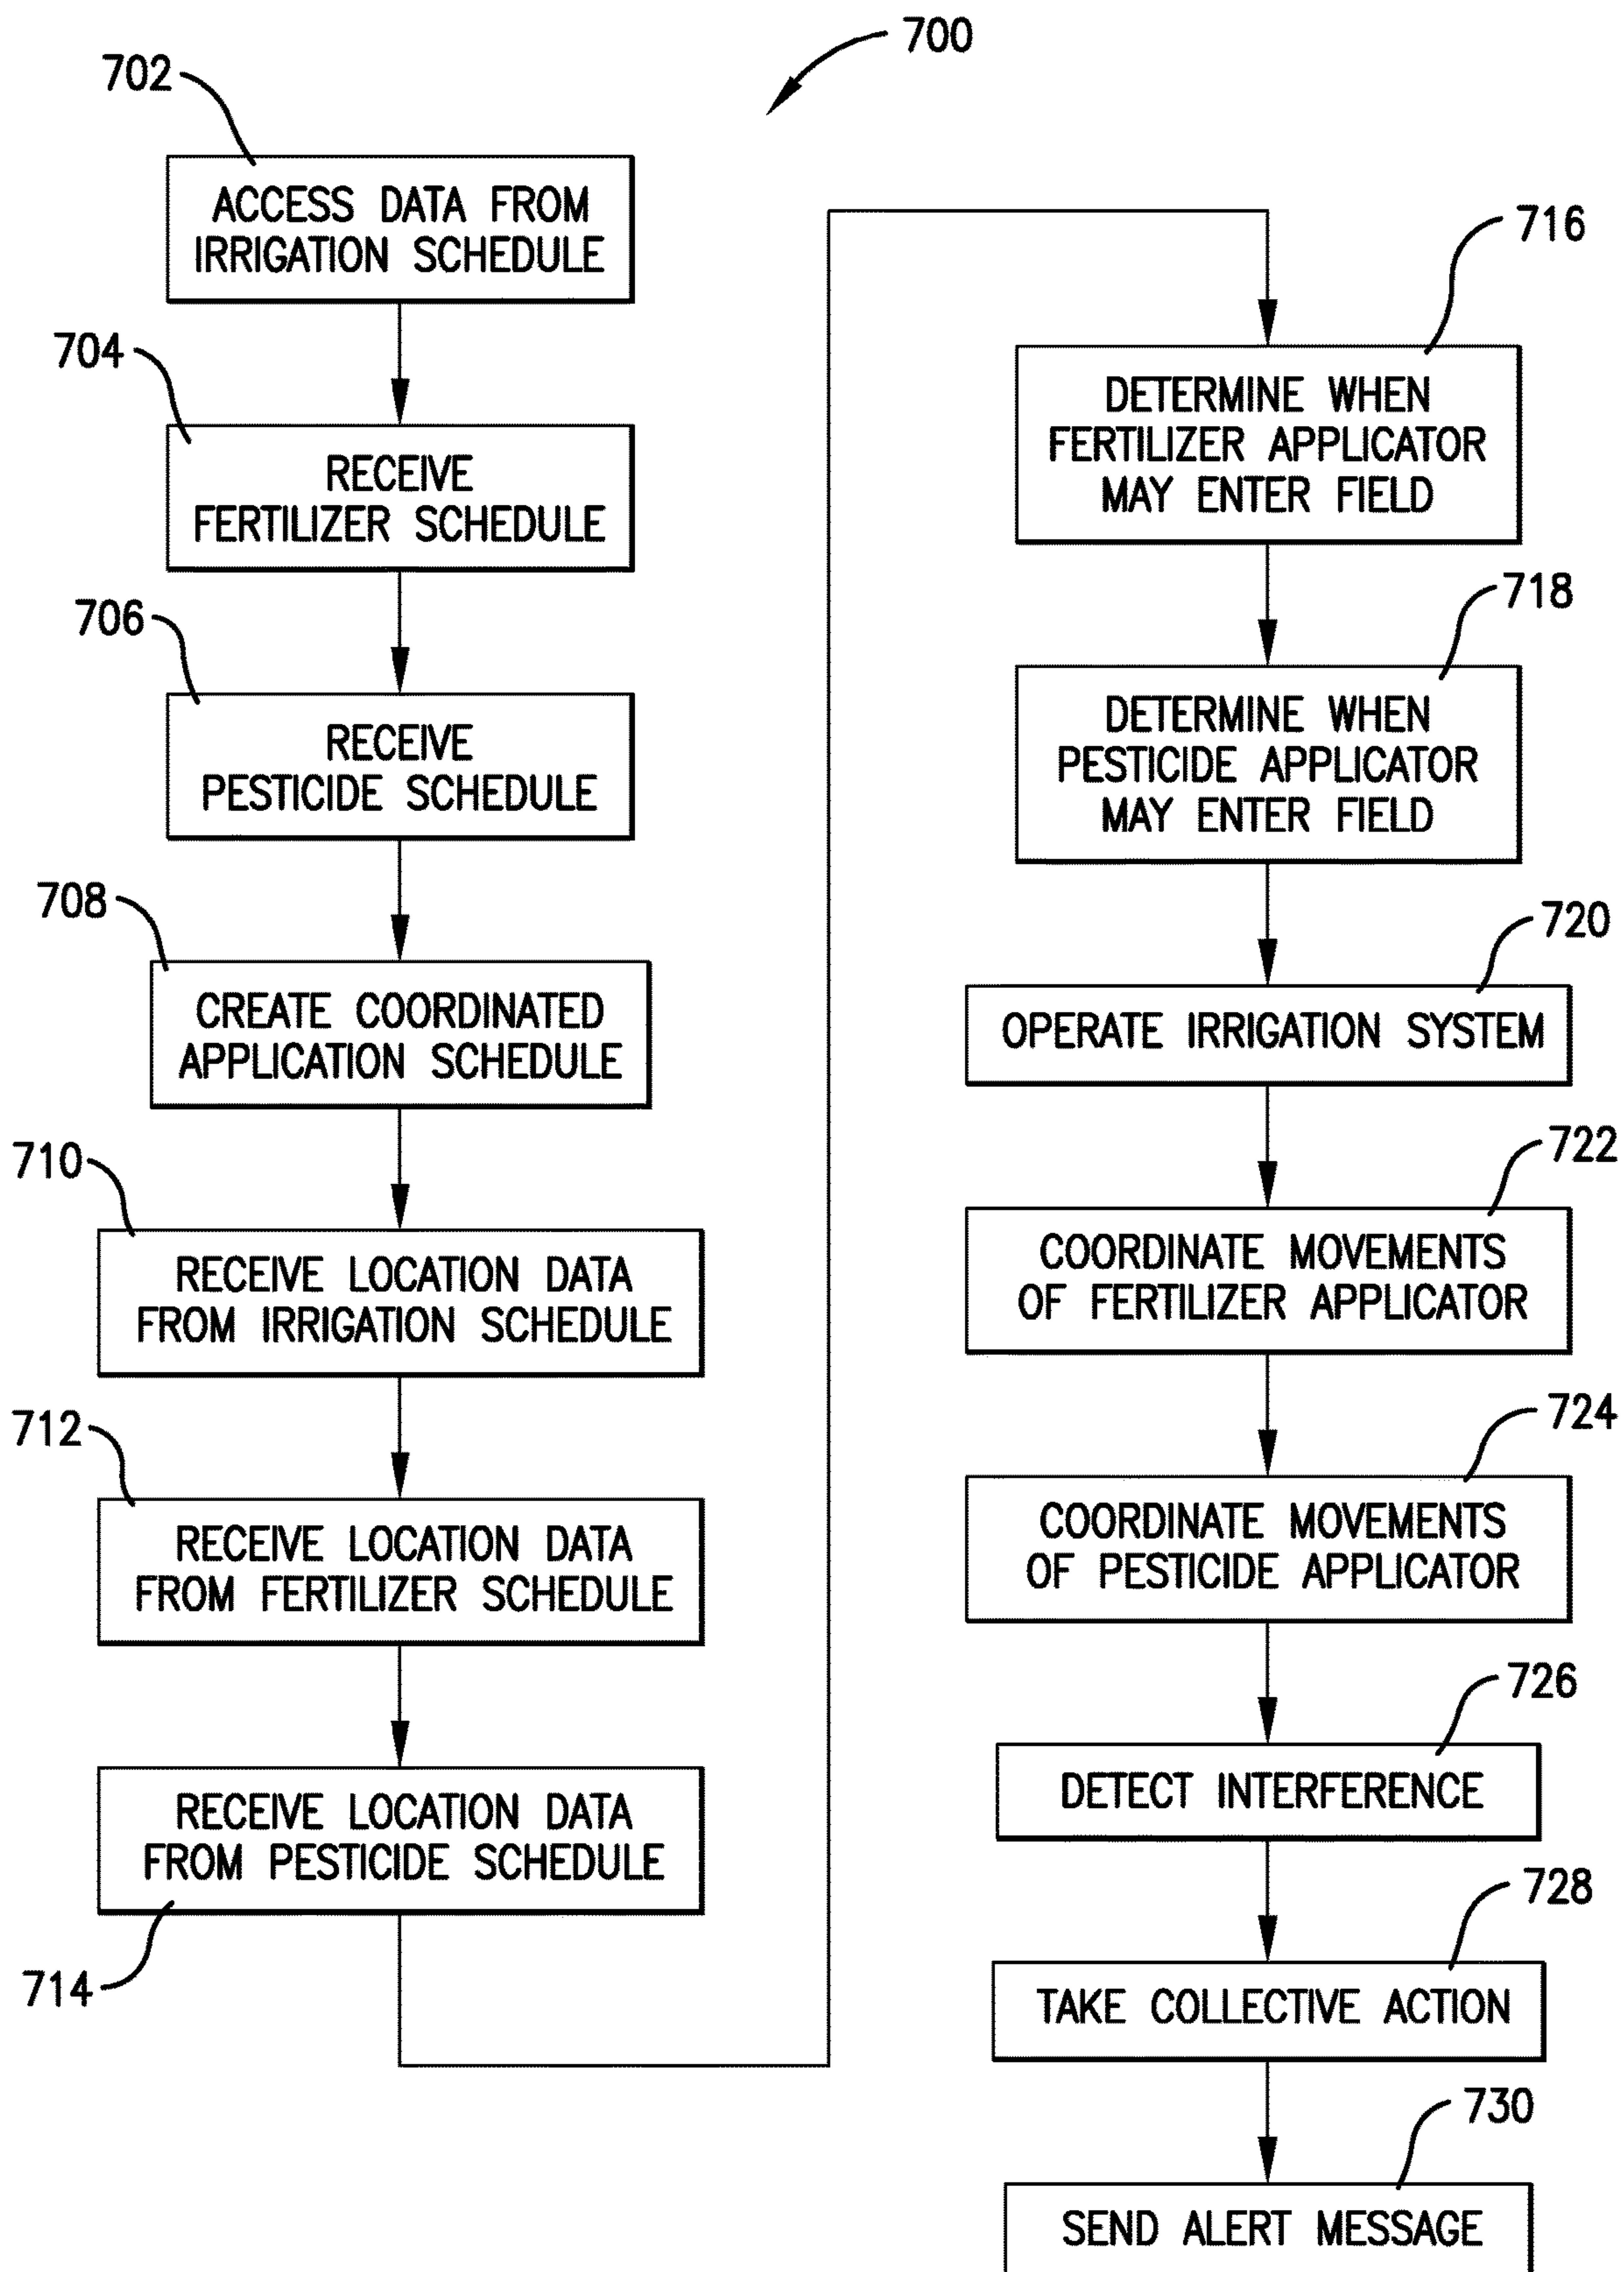 700
702
ACCESS DATA FROM
IRRIGATION SCHEDULE
704
RECEIVE
FERTILIZER SCHEDULE
706
RECEIVE
PESTICIDE SCHEDULE
708
CREATE COORDINATED
APPLICATION SCHEDULE
710
RECEIVE LOCATION DATA
FROM IRRIGATION SCHEDULE
712
RECEIVE LOCATION DATA
FROM FERTILIZER SCHEDULE
RECEIVE LOCATION DATA
FROM PESTICIDE SCHEDULE
714
716
DETERMINE WHEN
FERTILIZER APPLICATOR
MAY ENTER FIELD
718
DETERMINE WHEN
PESTICIDE APPLICATOR
MAY ENTER FIELD
720
OPERATE IRRIGATION SYSTEM
722
COORDINATE MOVEMENTS
OF FERTILIZER APPLICATOR
724
COORDINATE MOVEMENTS
OF PESTICIDE APPLICATOR
726
DETECT INTERFERENCE
728
TAKE COLLECTIVE ACTION
730
SEND ALERT MESSAGE